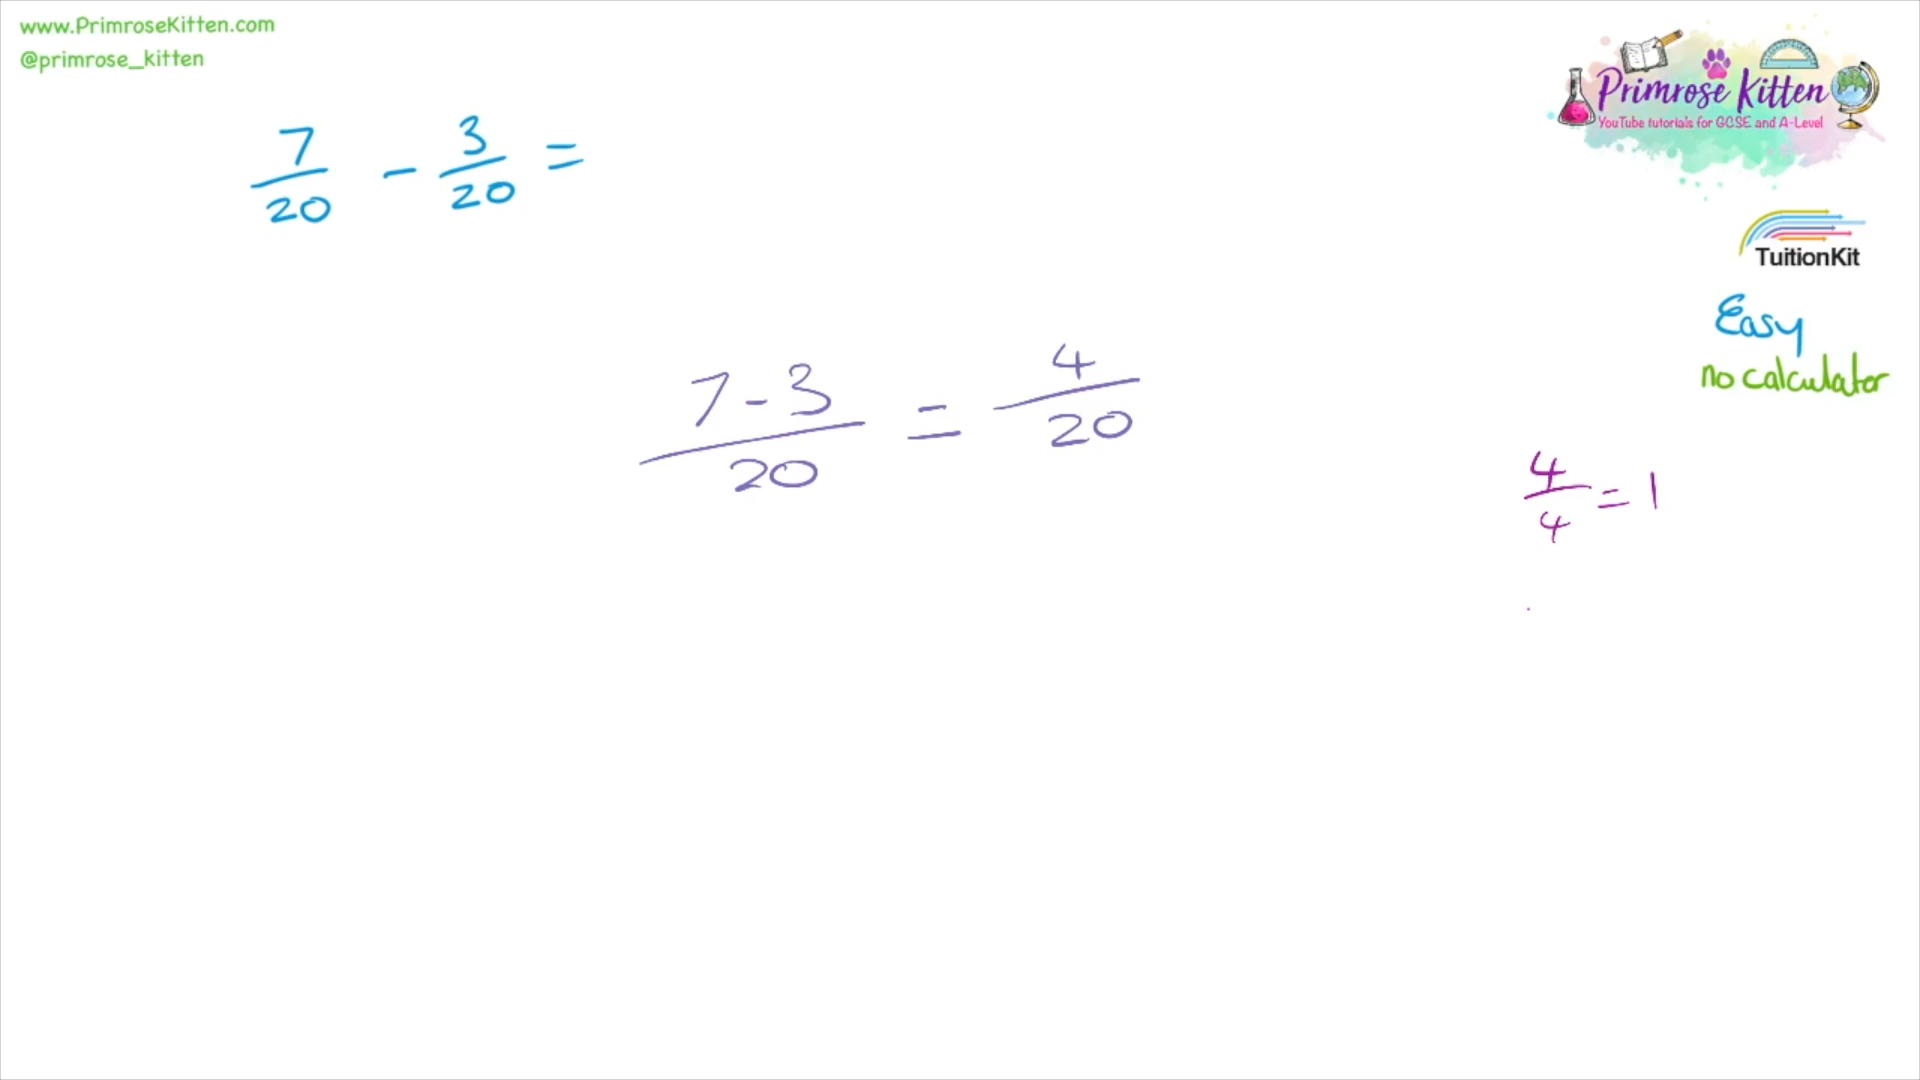 www.PrimroseKitten.com
@primrose_kitten
Primrose Kitten
YouTube tutorials for GCSE and A-Level
TuitionKit
7/20 - 3/20 =
Easy
no calculator
7-3/20 = 4/20
4/4 = 1